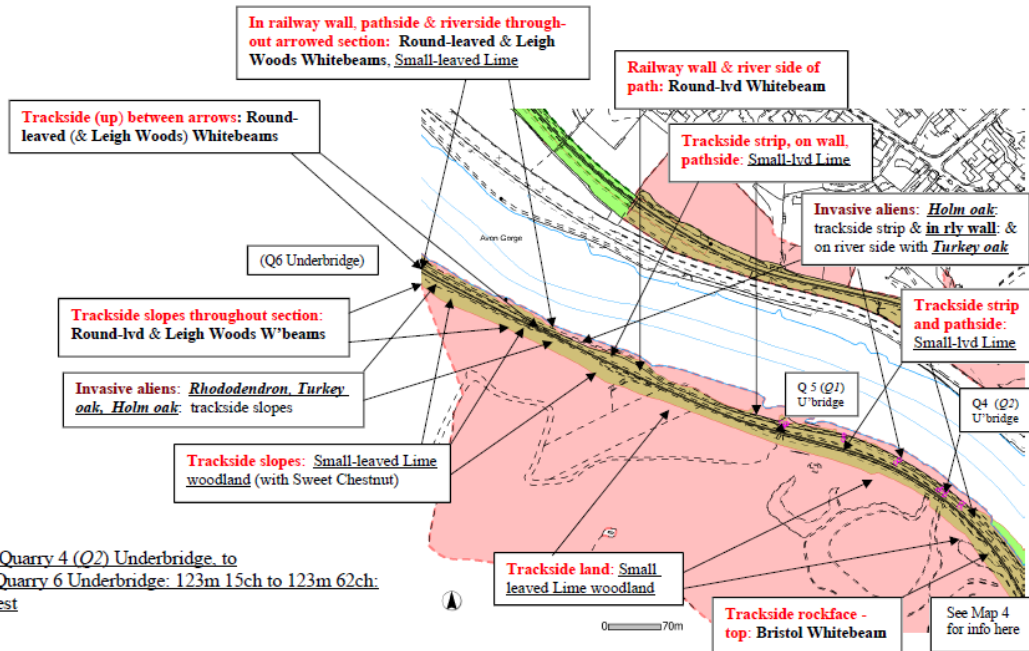 In railway wall, pathside & riverside through-
out arrowed section: Round-leaved & Leigh
Woods Whitebeams, Small-leaved Lime
Railway wall & river side of
path: Round-lvd Whitebeam
Trackside (up) between arrows: Round-
leaved (& Leigh Woods) Whitebeams
Trackside strip, on wall,
pathside: Small-lvd Lime
Invasive aliens: Holm oak:
trackside strip & in rly wall: &
on river side with Turkey oak
Avon Gorge
(Q6 Underbridge)
Trackside strip
and pathside:
Small-lvd Lime
Trackside slopes throughout section:
Round-lvd & Leigh Woods W'beams
Invasive aliens: Rhododendron, Turkey
oak, Holm oak: trackside slopes
Q 5 (Q1)
U'bridge
Q4 (Q2)
U'bridge
Trackside slopes: Small-leaved Lime
woodland (with Sweet Chestnut)
Quarry 4 (Q2) Underbridge, to
Quarry 6 Underbridge: 123m 15ch to 123m 62ch:
est
Trackside land: Small
leaved Lime woodland
0 70m
Trackside rockface -
top: Bristol Whitebeam
See Map 4
for info here